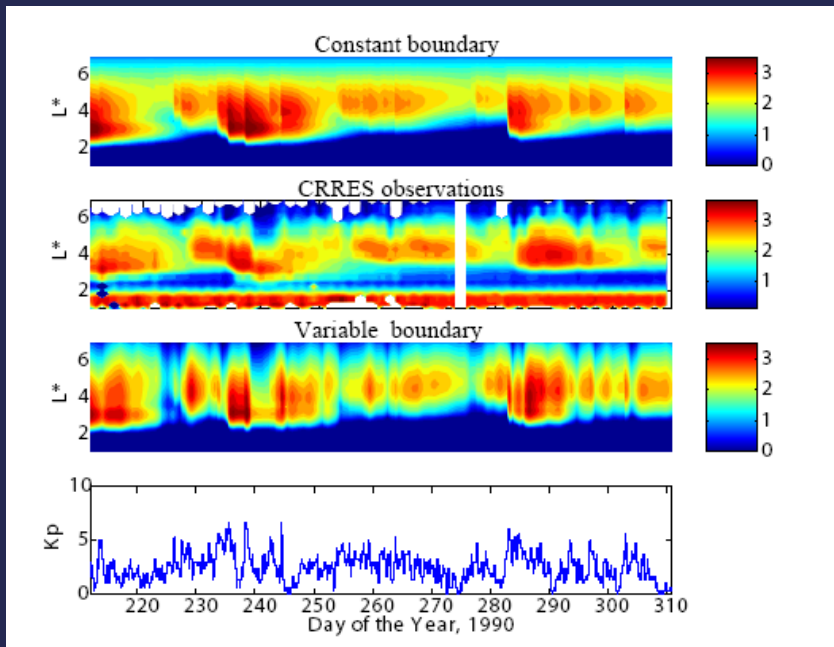 Constant boundary
6
4
2
L*
3
2
1
0
CRRES observations
6
4
2
L*
3
2
1
Variable boundary
6
4
2
L*
3
2
1
0
10
5
0
Kp
220 230 240 250 260 270 280 290 300 310
Day of the Year, 1990